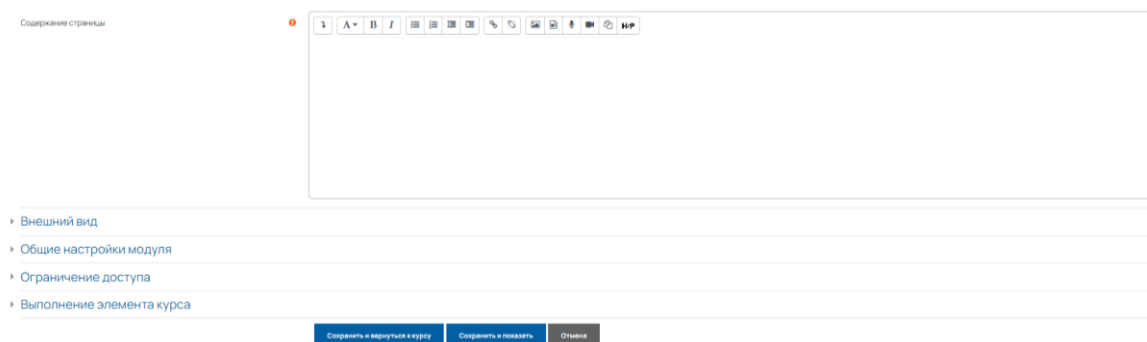 Содержание страницы
A B I H-P
Внешний вид
Общие настройки модуля
Ограничение доступа
Выполнение элемента курса
Сохранить и вернуться к курсу Сохранить и показать Отмена